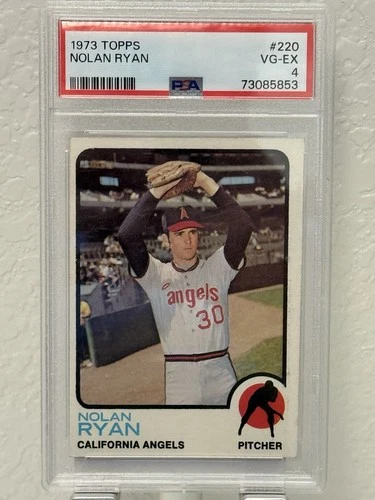 1973 TOPPS #220
NOLAN RYAN VG-EX
4
PSA 73085853
A
angels
30
NOLAN
RYAN
CALIFORNIA ANGELS PITCHER